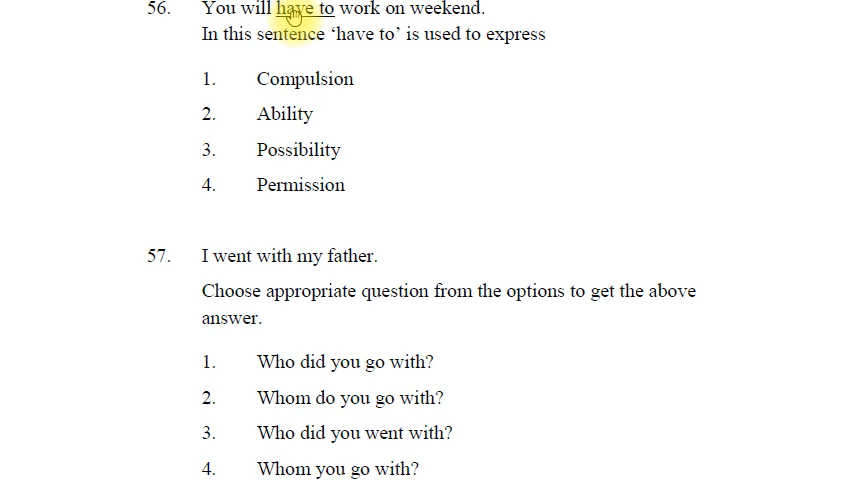 56. You will have to work on weekend.
In this sentence ‘have to’ is used to express
1. Compulsion
2. Ability
3. Possibility
4. Permission
57. I went with my father.
Choose appropriate question from the options to get the above
answer.
1. Who did you go with?
2. Whom do you go with?
3. Who did you went with?
4. Whom you go with?